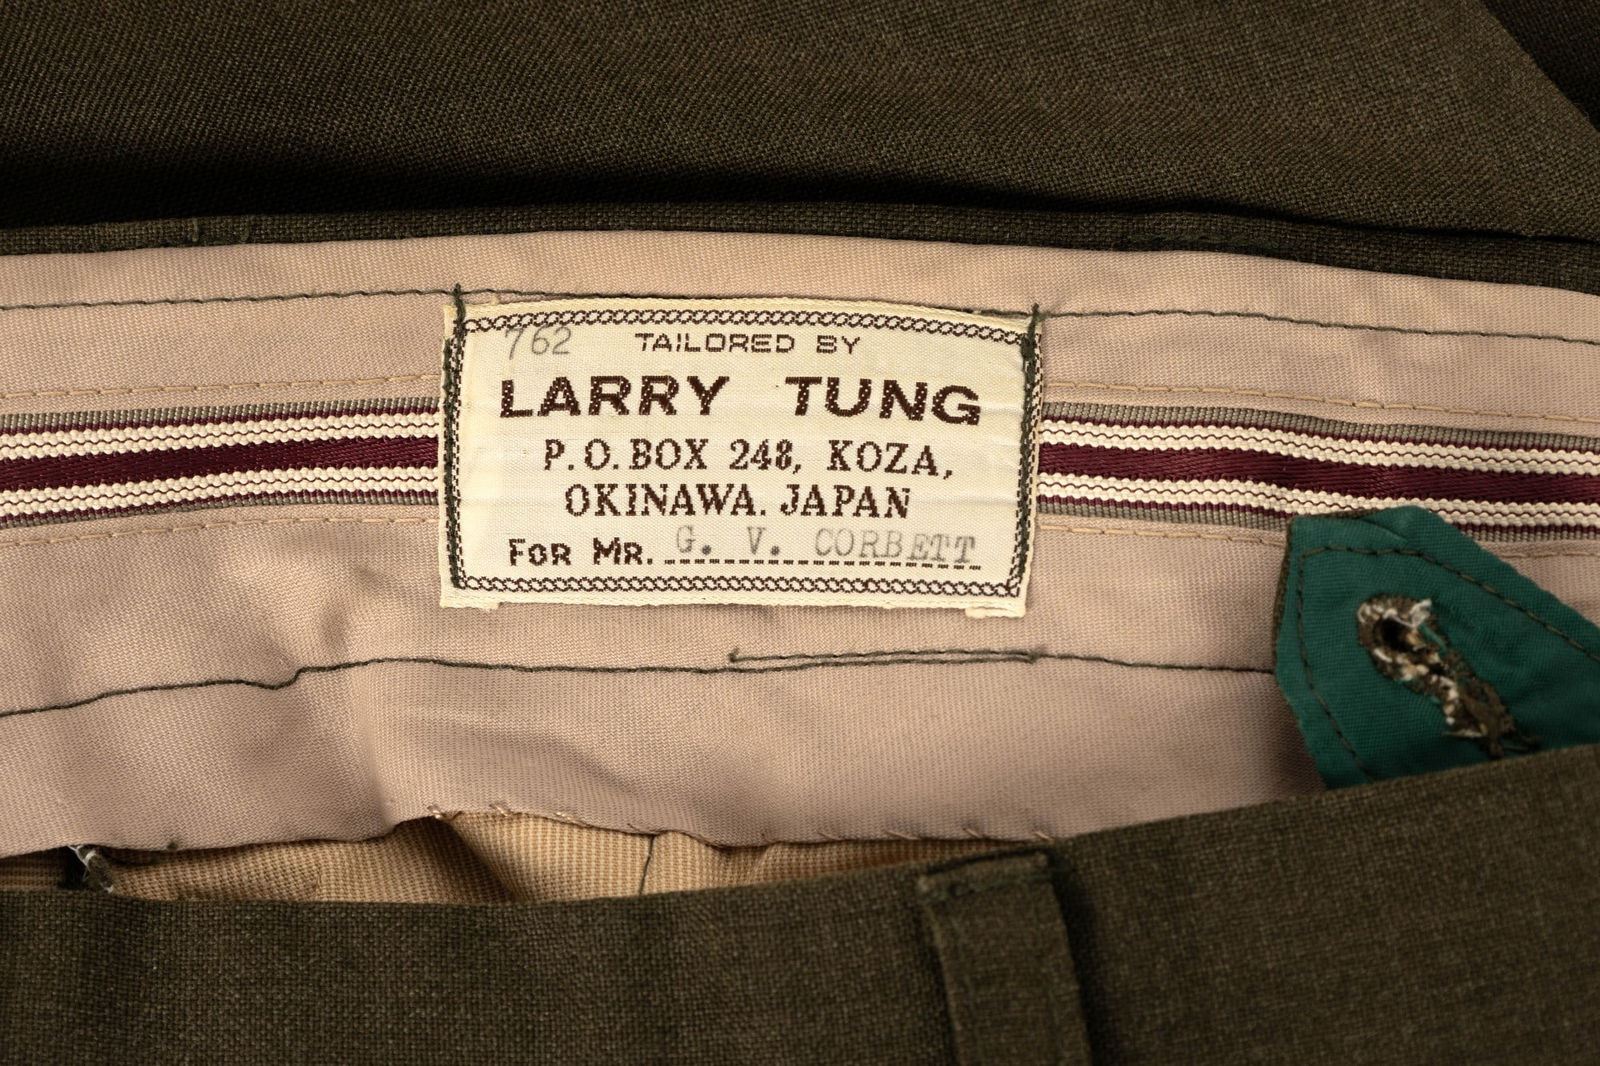 762 TAILORED BY
LARRY TUNG
P.O. BOX 248, KOZA,
OKINAWA. JAPAN
FOR MR. G. V. CORBETT